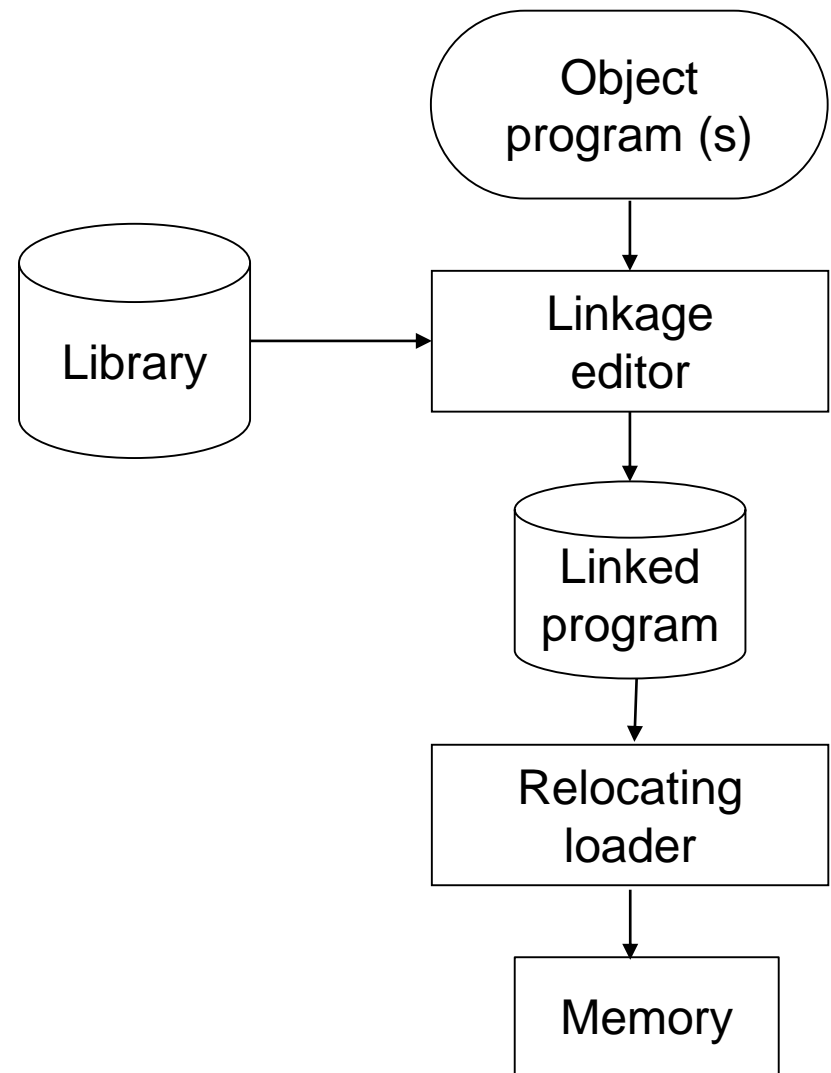 Object
program (s)
Library
Linkage
editor
Linked
program
Relocating
loader
Memory